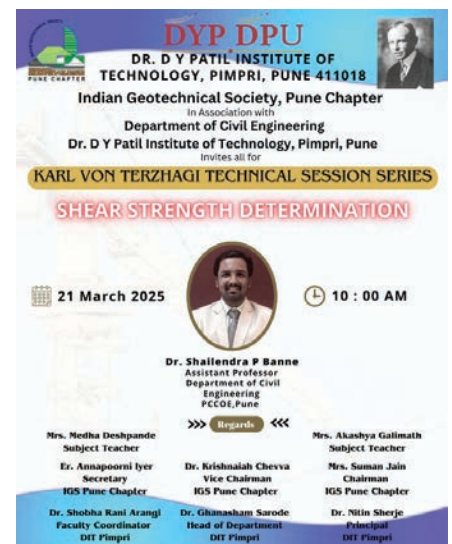 DYP DPU
DR. D Y PATIL INSTITUTE OF
TECHNOLOGY, PIMPRI, PUNE 411018
PUNE CHAPTER
Indian Geotechnical Society, Pune Chapter
In Association with
Department of Civil Engineering
Dr. D Y Patil Institute of Technology, Pimpri, Pune
Invites all for
KARL VON TERZHAGI TECHNICAL SESSION SERIES
SHEAR STRENGTH DETERMINATION
21 March 2025
10 : 00 AM
Dr. Shailendra P Banne
Assistant Professor
Department of Civil
Engineering
PCCOE,Pune
>>> Regards <<<
Mrs. Medha Deshpande
Subject Teacher
Mrs. Akashya Galimath
Subject Teacher
Er. Annapoorni Iyer
Secretary
IGS Pune Chapter
Dr. Krishnaiah Chevva
Vice Chairman
IGS Pune Chapter
Mrs. Suman Jain
Chairman
IGS Pune Chapter
Dr. Shobha Rani Arangi
Faculty Coordinator
DIT Pimpri
Dr. Ghanasham Sarode
Head of Department
DIT Pimpri
Dr. Nitin Sherje
Principal
DIT Pimpri